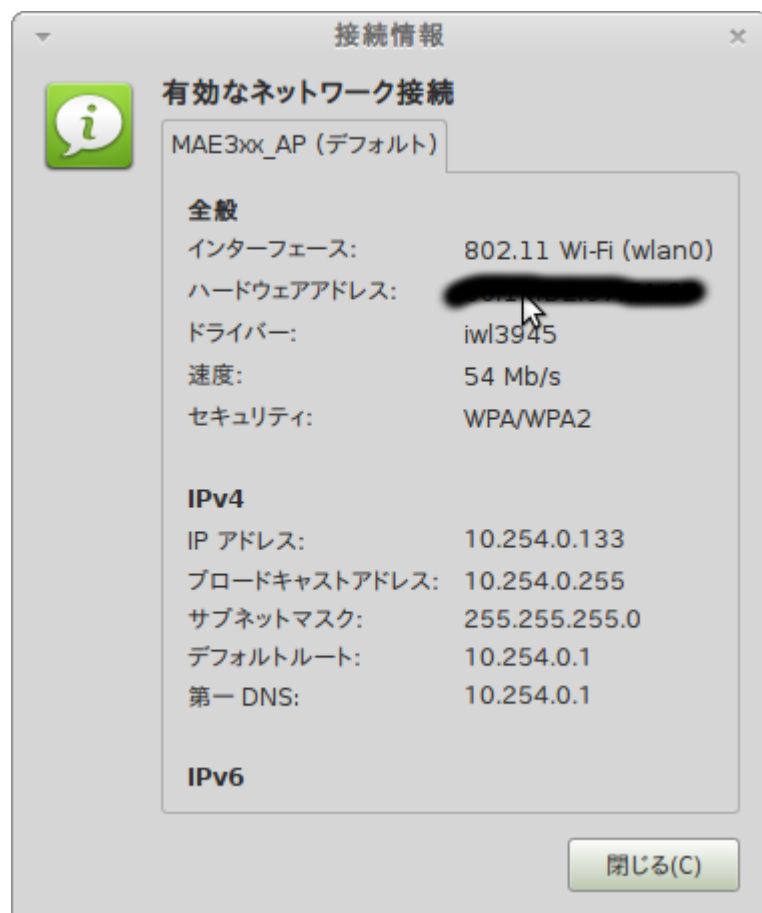 接続情報
有効なネットワーク接続
MAE3xx_AP (デフォルト)
全般
インターフェース: 802.11 Wi-Fi (wlan0)
ハードウェアアドレス:
ドライバー: iwl3945
速度: 54 Mb/s
セキュリティ: WPA/WPA2
IPv4
IP アドレス: 10.254.0.133
ブロードキャストアドレス: 10.254.0.255
サブネットマスク: 255.255.255.0
デフォルトルート: 10.254.0.1
第一 DNS: 10.254.0.1
IPv6
閉じる(C)